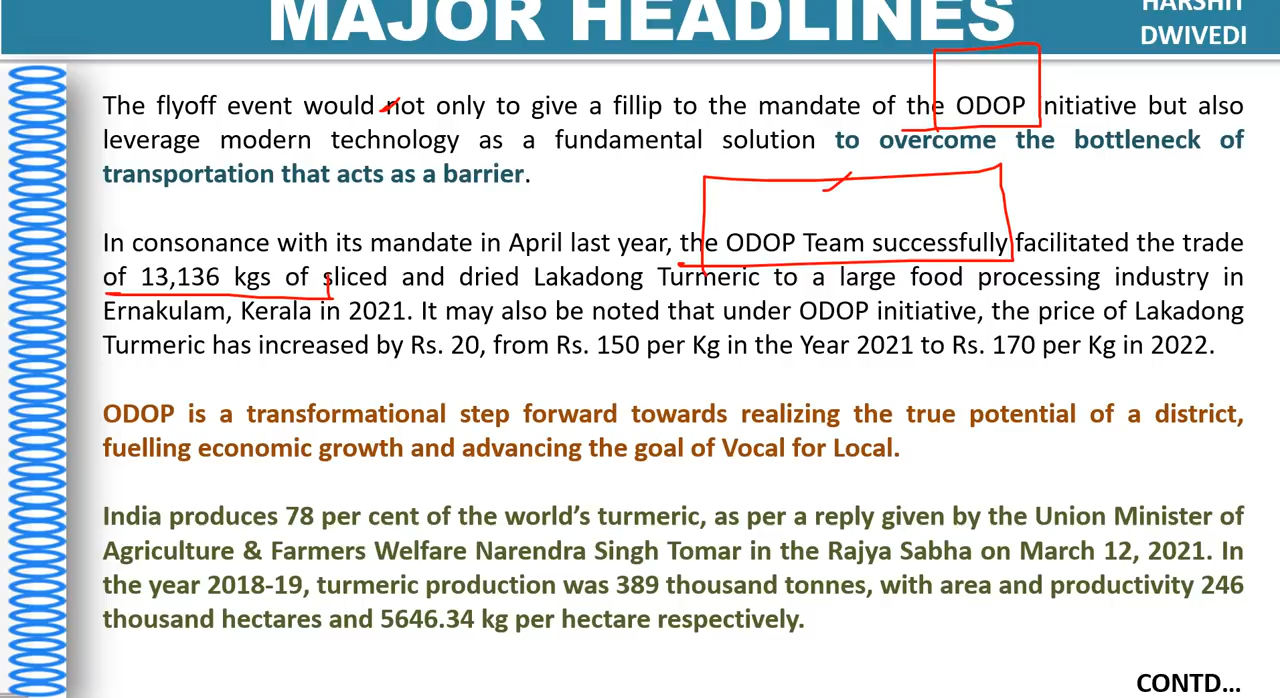 MAJOR HEADLINES
HARSHIT
DWIVEDI
The flyoff event would not only to give a fillip to the mandate of the ODOP initiative but also
leverage modern technology as a fundamental solution to overcome the bottleneck of
transportation that acts as a barrier.
In consonance with its mandate in April last year, the ODOP Team successfully facilitated the trade
of 13,136 kgs of sliced and dried Lakadong Turmeric to a large food processing industry in
Ernakulam, Kerala in 2021. It may also be noted that under ODOP initiative, the price of Lakadong
Turmeric has increased by Rs. 20, from Rs. 150 per Kg in the Year 2021 to Rs. 170 per Kg in 2022.
ODOP is a transformational step forward towards realizing the true potential of a district,
fuelling economic growth and advancing the goal of Vocal for Local.
India produces 78 per cent of the world's turmeric, as per a reply given by the Union Minister of
Agriculture & Farmers Welfare Narendra Singh Tomar in the Rajya Sabha on March 12, 2021. In
the year 2018-19, turmeric production was 389 thousand tonnes, with area and productivity 246
thousand hectares and 5646.34 kg per hectare respectively.
CONTD...